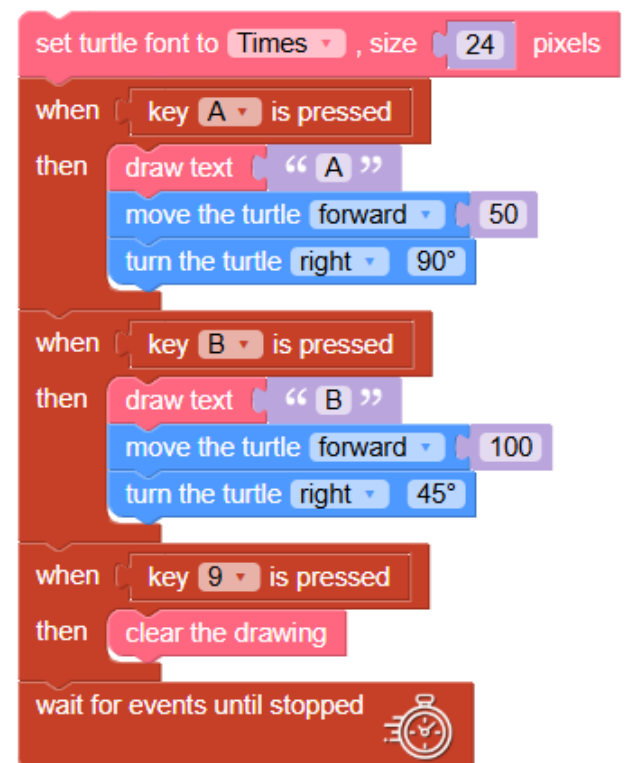 set turtle font to Times , size 24 pixels
when key A is pressed
then draw text “ A ”
move the turtle forward 50
turn the turtle right 90°
when key B is pressed
then draw text “ B ”
move the turtle forward 100
turn the turtle right 45°
when key 9 is pressed
then clear the drawing
wait for events until stopped